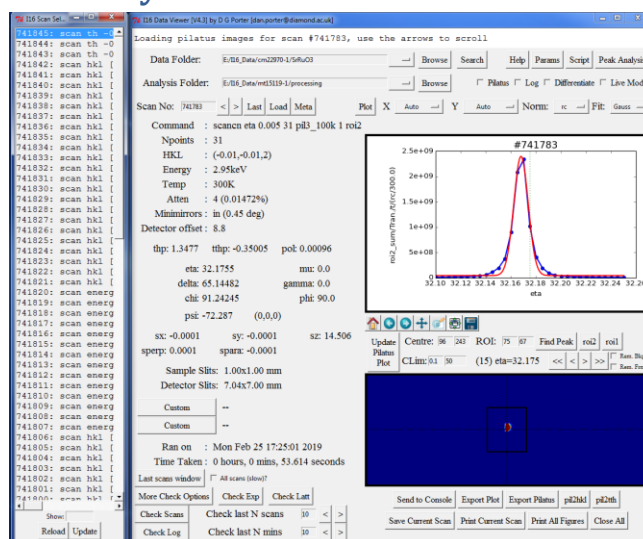 I16 Scan Sel...
741845: scan th -0
741844: scan th -0
741843: scan th -0
741842: scan hkl [
741841: scan hkl [
741840: scan hkl [
741839: scan hkl [
741838: scan hkl [
741837: scan hkl [
741836: scan hkl [
741835: scan hkl [
741834: scan hkl [
741833: scan hkl [
741832: scan hkl [
741831: scan hkl [
741830: scan hkl [
741829: scan hkl [
741828: scan hkl [
741827: scan hkl [
741826: scan hkl [
741825: scan hkl [
741824: scan hkl [
741823: scan hkl [
741822: scan hkl [
741821: scan hkl [
741820: scan energ
741819: scan energ
741818: scan energ
741817: scan energ
741816: scan energ
741815: scan energ
741814: scan energ
741813: scan energ
741812: scan energ
741811: scan energ
741810: scan energ
741809: scan energ
741808: scan energ
741807: scan energ
741806: scan hkl [
741805: scan hkl [
741804: scan hkl [
741803: scan hkl [
741802: scan hkl [
741801: scan hkl [
741800: scan hkl [
Show:
Reload Update
I16 Data Viewer [V4.3] by D G Porter [dan.porter@diamond.ac.uk]
Loading pilatus images for scan #741783, use the arrows to scroll
Data Folder: E:/I16_Data/cm22970-1/SrRuO3 Browse Search Help Params Script Peak Analysis
Analysis Folder: E:/I16_Data/mt15119-1/processing Browse Pilatus Log Differentiate Live Mod
Scan No: 741783 < > Last Load Meta Plot X Auto Y Auto Norm: rc Fit: Gauss
Command : scancn eta 0.005 31 pil3_100k 1 roi2
Npoints : 31
HKL : (-0.01,-0.01,2)
Energy : 2.95keV
Temp : 300K
Atten : 4 (0.01472%)
Minimirrors : in (0.45 deg)
Detector offset : 8.8
thp: 1.3477 tthp: -0.35005 pol: 0.00096
eta: 32.1755 mu: 0.0
delta: 65.14482 gamma: 0.0
chi: 91.24245 phi: 90.0
psi: -72.287 (0,0,0)
sx: -0.0001 sy: -0.0001 sz: 14.506
sperp: 0.0001 spara: -0.0001
Sample Slits: 1.00x1.00 mm
Detector Slits: 7.04x7.00 mm
Custom --
Custom --
Ran on : Mon Feb 25 17:25:01 2019
Time Taken : 0 hours, 0 mins, 53.614 seconds
Last scans window All scans (slow)?
More Check Options Check Exp Check Latt
Check Scans Check last N scans 10 < >
Check Log Check last N mins 10 < >
#741783
2.5e+09
2e+09
1.5e+09
1e+09
5e+08
0
roi2_sum/Tran./t/(rc/300.0)
32.10 32.12 32.14 32.16 32.18 32.20 32.22 32.24 32.26
eta
Update Pilatus Plot
Centre: 96 243 ROI: 75 67 Find Peak roi2 roi1
CLim: 0.1 50 (15) eta=32.175 << < > >>
Send to Console Export Plot Export Pilatus pil2hkl pil2tth
Save Current Scan Print Current Scan Print All Figures Close All